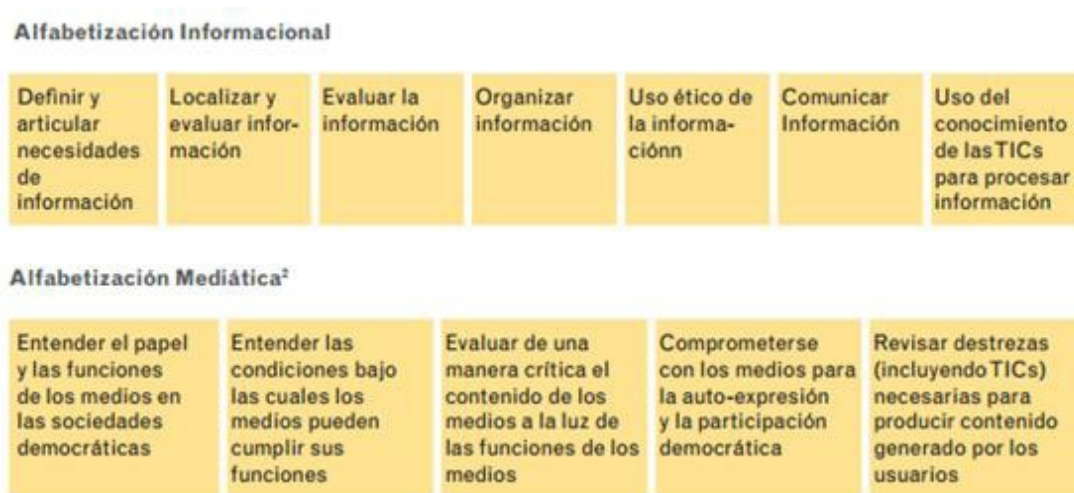 Alfabetización Informacional
Definir y
articular
necesidades
de
información
Localizar y
evaluar infor-
mación
Evaluar la
información
Organizar
información
Uso ético de
la informa-
ciónn
Comunicar
Información
Uso del
conocimiento
de las TICs
para procesar
información
Alfabetización Mediática²
Entender el papel
y las funciones
de los medios en
las sociedades
democráticas
Entender las
condiciones bajo
las cuales los
medios pueden
cumplir sus
funciones
Evaluar de una
manera crítica el
contenido de los
medios a la luz de
las funciones de los
medios
Comprometerse
con los medios para
la auto-expresión
y la participación
democrática
Revisar destrezas
(incluyendo TICs)
necesarias para
producir contenido
generado por los
usuarios